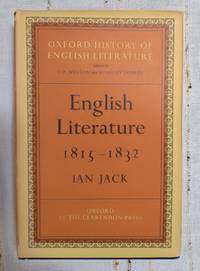 OXFORD HISTORY OF
ENGLISH LITERATURE
English
Literature
1815–1832
IAN JACK
OXFORD
AT THE CLARENDON PRESS